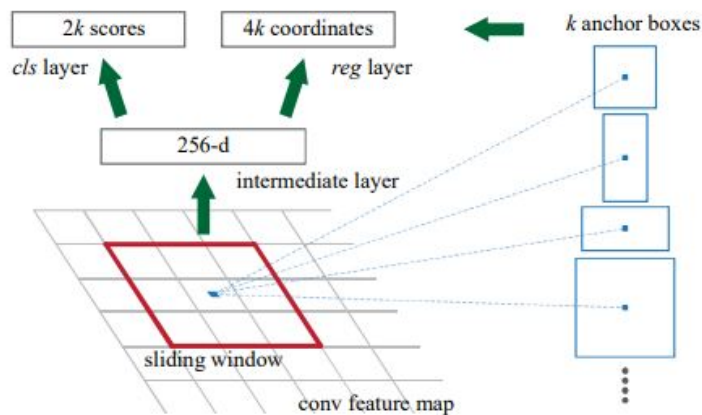 2k scores
4k coordinates
k anchor boxes
cls layer
reg layer
256-d
intermediate layer
sliding window
conv feature map